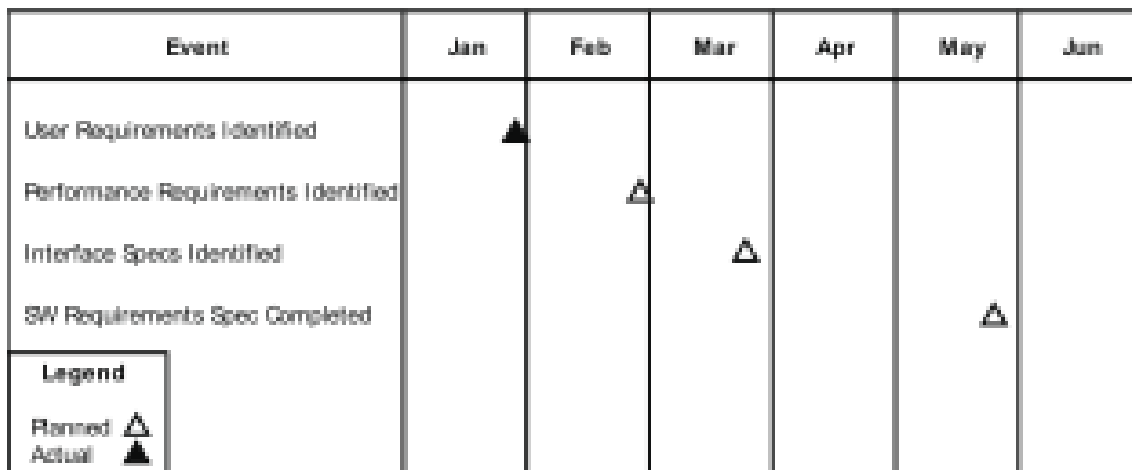 Event Jan Feb Mar Apr May Jun
User Requirements Identified
Performance Requirements Identified
Interface Specs Identified
SW Requirements Spec Completed
Legend
Planned
Actual